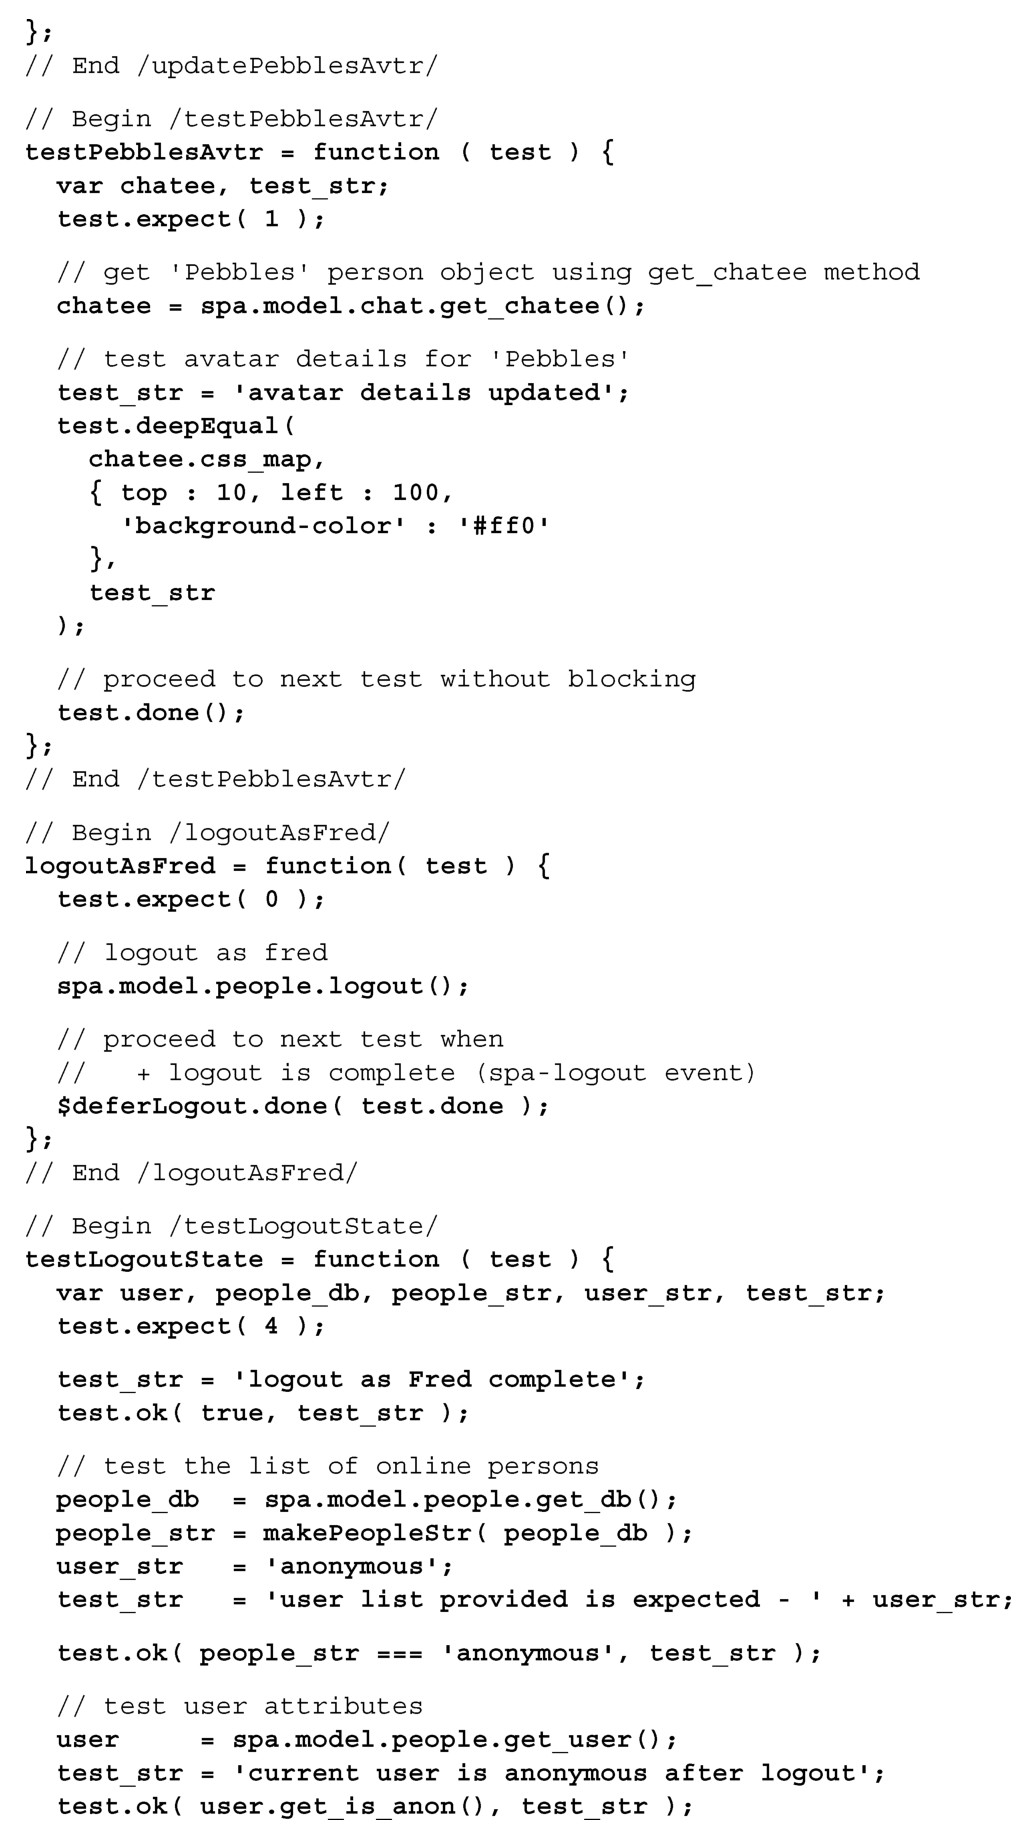 };
// End /updatePebblesAvtr/
// Begin /testPebblesAvtr/
testPebblesAvtr = function ( test ) {
  var chatee, test_str;
  test.expect( 1 );
  // get 'Pebbles' person object using get_chatee method
  chatee = spa.model.chat.get_chatee();
  // test avatar details for 'Pebbles'
  test_str = 'avatar details updated';
  test.deepEqual(
    chatee.css_map,
    { top : 10, left : 100,
      'background-color' : '#ff0'
    },
    test_str
  );
  // proceed to next test without blocking
  test.done();
};
// End /testPebblesAvtr/
// Begin /logoutAsFred/
logoutAsFred = function( test ) {
  test.expect( 0 );
  // logout as fred
  spa.model.people.logout();
  // proceed to next test when
  //   + logout is complete (spa-logout event)
  $deferLogout.done( test.done );
};
// End /logoutAsFred/
// Begin /testLogoutState/
testLogoutState = function ( test ) {
  var user, people_db, people_str, user_str, test_str;
  test.expect( 4 );
  test_str = 'logout as Fred complete';
  test.ok( true, test_str );
  // test the list of online persons
  people_db  = spa.model.people.get_db();
  people_str = makePeopleStr( people_db );
  user_str   = 'anonymous';
  test_str   = 'user list provided is expected - ' + user_str;
  test.ok( people_str === 'anonymous', test_str );
  // test user attributes
  user     = spa.model.people.get_user();
  test_str = 'current user is anonymous after logout';
  test.ok( user.get_is_anon(), test_str );